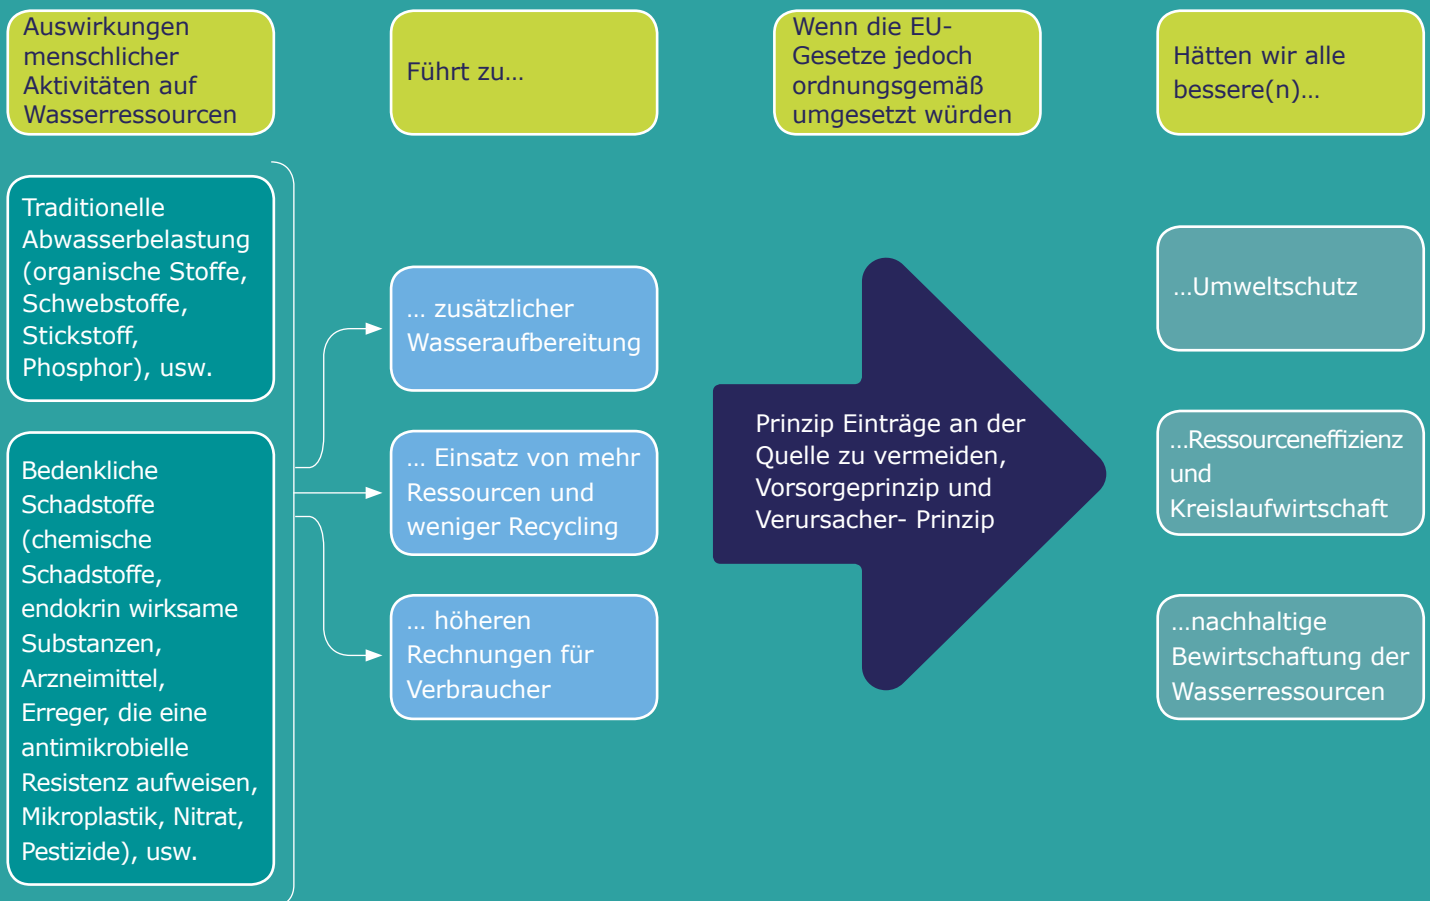 Auswirkungen
menschlicher
Aktivitäten auf
Wasserressourcen
Führt zu…
Wenn die EU-
Gesetze jedoch
ordnungsgemäß
umgesetzt würden
Hätten wir alle
bessere(n)…
Traditionelle
Abwasserbelastung
(organische Stoffe,
Schwebstoffe,
Stickstoff,
Phosphor), usw.
Bedenkliche
Schadstoffe
(chemische
Schadstoffe,
endokrin wirksame
Substanzen,
Arzneimittel,
Erreger, die eine
antimikrobielle
Resistenz aufweisen,
Mikroplastik, Nitrat,
Pestizide), usw.
… zusätzlicher
Wasseraufbereitung
… Einsatz von mehr
Ressourcen und
weniger Recycling
… höheren
Rechnungen für
Verbraucher
Prinzip Einträge an der
Quelle zu vermeiden,
Vorsorgeprinzip und
Verursacher- Prinzip
…Umweltschutz
…Ressourceneffizienz
und
Kreislaufwirtschaft
…nachhaltige
Bewirtschaftung der
Wasserressourcen